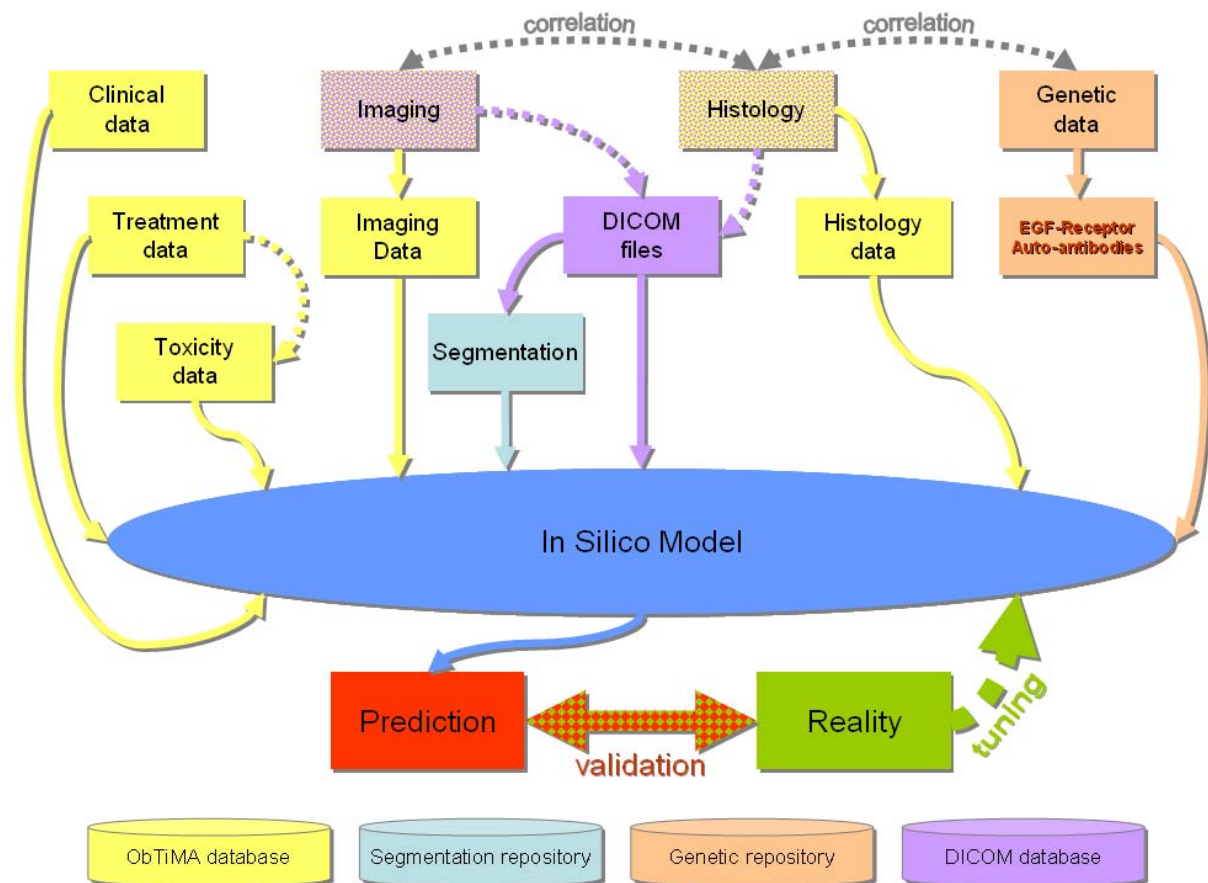 correlation
correlation
Clinical
data
Imaging
Histology
Genetic
data
Treatment
data
Imaging
Data
DICOM
files
Histology
data
EGF-Receptor
Auto-antibodies
Toxicity
data
Segmentation
In Silico Model
Prediction
validation
Reality
tuning
ObTiMA database
Segmentation repository
Genetic repository
DICOM database